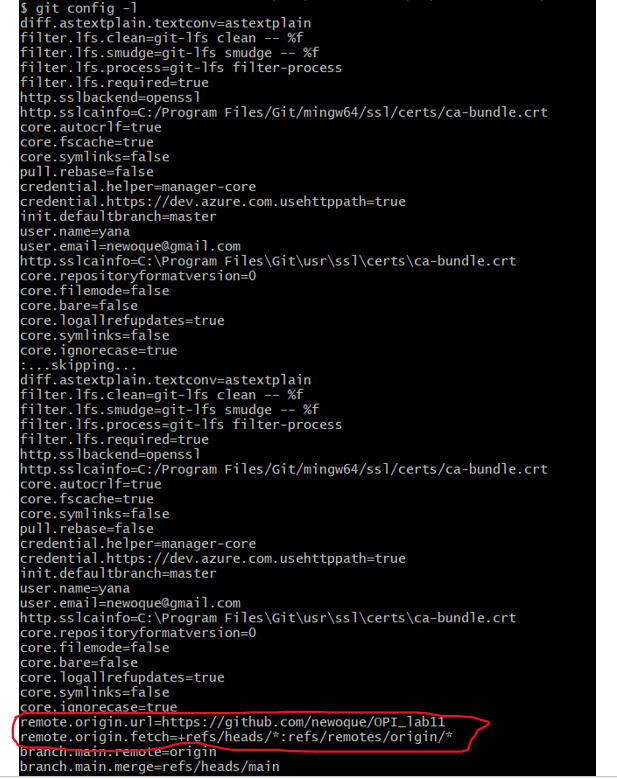 $ git config -l
diff.astextplain.textconv=astextplain
filter.lfs.clean=git-lfs clean -- %f
filter.lfs.smudge=git-lfs smudge -- %f
filter.lfs.process=git-lfs filter-process
filter.lfs.required=true
http.sslbackend=openssl
http.sslcainfo=C:/Program Files/Git/mingw64/ssl/certs/ca-bundle.crt
core.autocrlf=true
core.fscache=true
core.symlinks=false
pull.rebase=false
credential.helper=manager-core
credential.https://dev.azure.com.usehttppath=true
init.defaultbranch=master
user.name=yana
user.email=newoque@gmail.com
http.sslcainfo=C:\Program Files\Git\usr\ssl\certs\ca-bundle.crt
core.repositoryformatversion=0
core.filemode=false
core.bare=false
core.logallrefupdates=true
core.symlinks=false
core.ignorecase=true
:...skipping...
diff.astextplain.textconv=astextplain
filter.lfs.clean=git-lfs clean -- %f
filter.lfs.smudge=git-lfs smudge -- %f
filter.lfs.process=git-lfs filter-process
filter.lfs.required=true
http.sslbackend=openssl
http.sslcainfo=C:/Program Files/Git/mingw64/ssl/certs/ca-bundle.crt
core.autocrlf=true
core.fscache=true
core.symlinks=false
pull.rebase=false
credential.helper=manager-core
credential.https://dev.azure.com.usehttppath=true
init.defaultbranch=master
user.name=yana
user.email=newoque@gmail.com
http.sslcainfo=C:\Program Files\Git\usr\ssl\certs\ca-bundle.crt
core.repositoryformatversion=0
core.filemode=false
core.bare=false
core.logallrefupdates=true
core.symlinks=false
core.ignorecase=true
remote.origin.url=https://github.com/newoque/OPI_lab11
remote.origin.fetch=+refs/heads/*:refs/remotes/origin/*
branch.main.remote=origin
branch.main.merge=refs/heads/main